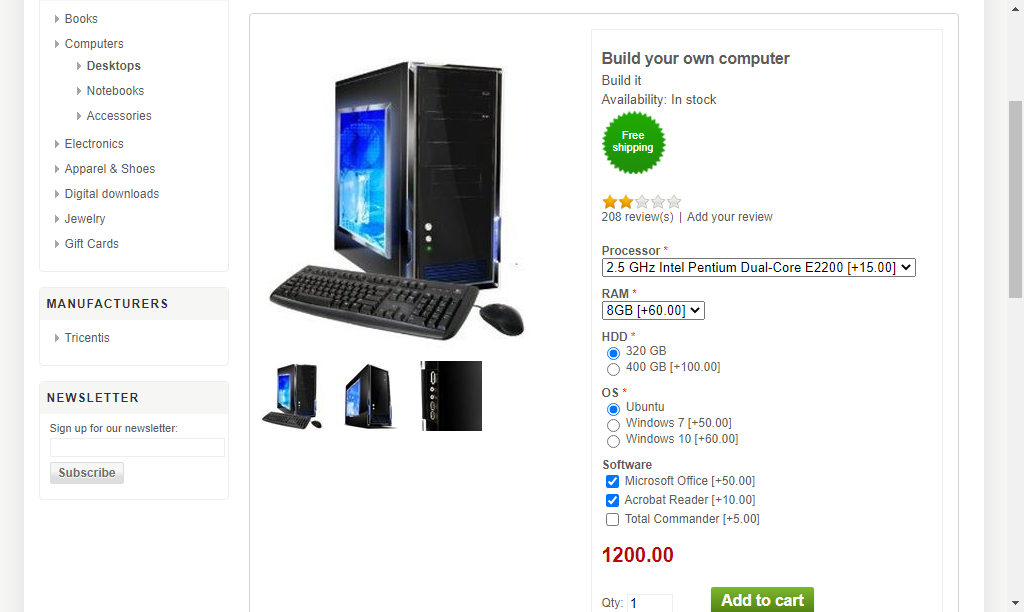 Books
Computers
Desktops
Notebooks
Accessories
Electronics
Apparel & Shoes
Digital downloads
Jewelry
Gift Cards
MANUFACTURERS
Tricentis
NEWSLETTER
Sign up for our newsletter:
Subscribe
Build your own computer
Build it
Availability: In stock
Free
shipping
208 review(s) | Add your review
Processor *
2.5 GHz Intel Pentium Dual-Core E2200 [+15.00]
RAM *
8GB [+60.00]
HDD *
320 GB
400 GB [+100.00]
OS *
Ubuntu
Windows 7 [+50.00]
Windows 10 [+60.00]
Software
Microsoft Office [+50.00]
Acrobat Reader [+10.00]
Total Commander [+5.00]
1200.00
Qty: 1
Add to cart